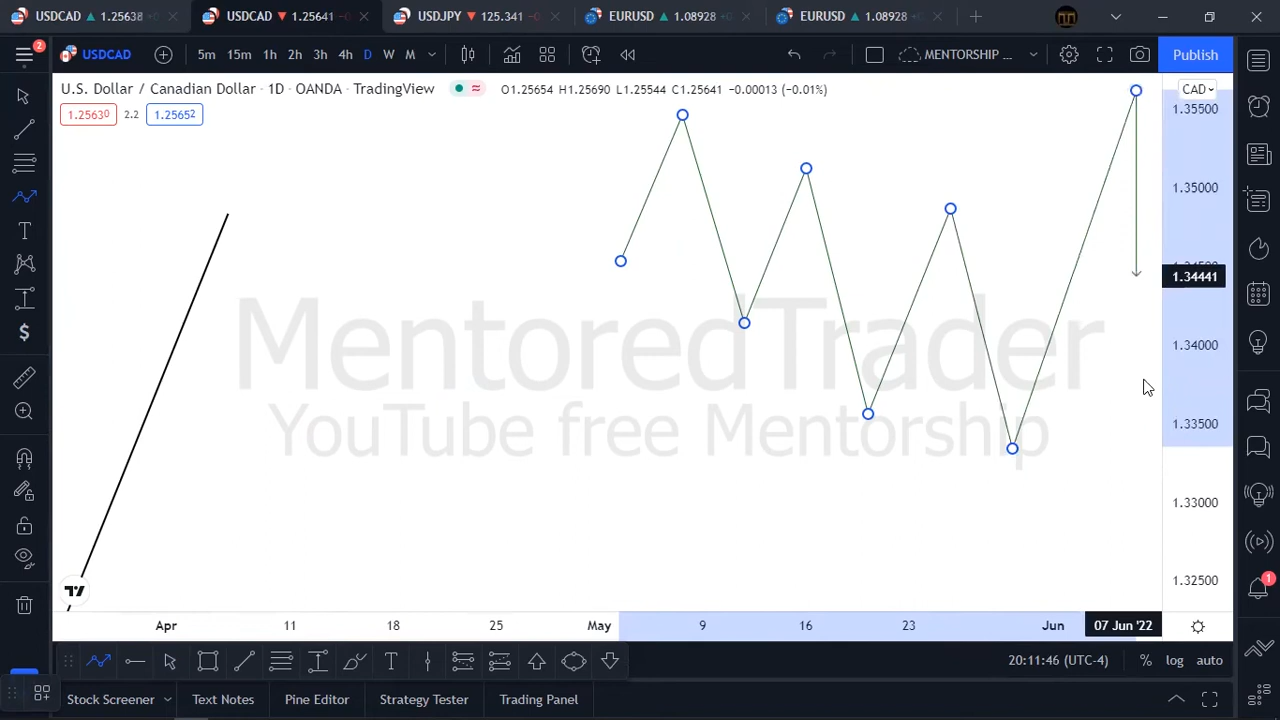 USDCAD 1.25638
USDCAD 1.25641
USDJPY 125.341
EURUSD 1.08928
EURUSD 1.08928
2 USDCAD 5m 15m 1h 2h 3h 4h D W M MENTORSHIP ... Publish
U.S. Dollar / Canadian Dollar · 1D · OANDA · TradingView O1.25654 H1.25690 L1.25544 C1.25641 −0.00013 (−0.01%)
CAD
1.25630 2.2 1.25652
1.35500
1.35000
1.34441
1.34000
1.33500
1.33000
1.32500
MentoredTrader
YouTube free Mentorship
Apr 11 18 25 May 9 16 23 Jun 07 Jun '22
20:11:46 (UTC-4) % log auto
1
Stock Screener Text Notes Pine Editor Strategy Tester Trading Panel